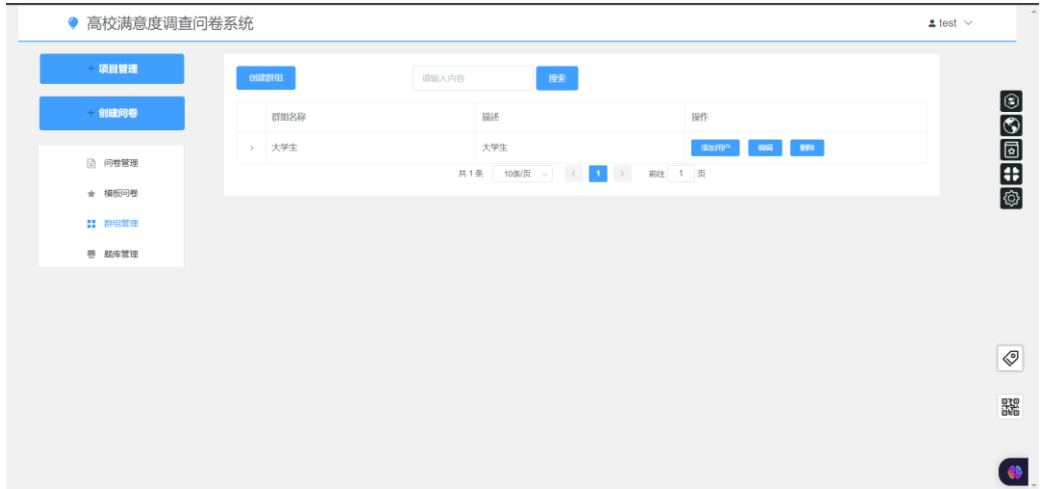 高校满意度调查问卷系统
test
+ 项目管理
+ 创建问卷
问卷管理
模板问卷
群组管理
题库管理
创建群组 请输入内容 搜索
群组名称 描述 操作
大学生 大学生 添加用户 编辑 删除
共 1 条 10条/页 1 前往 1 页